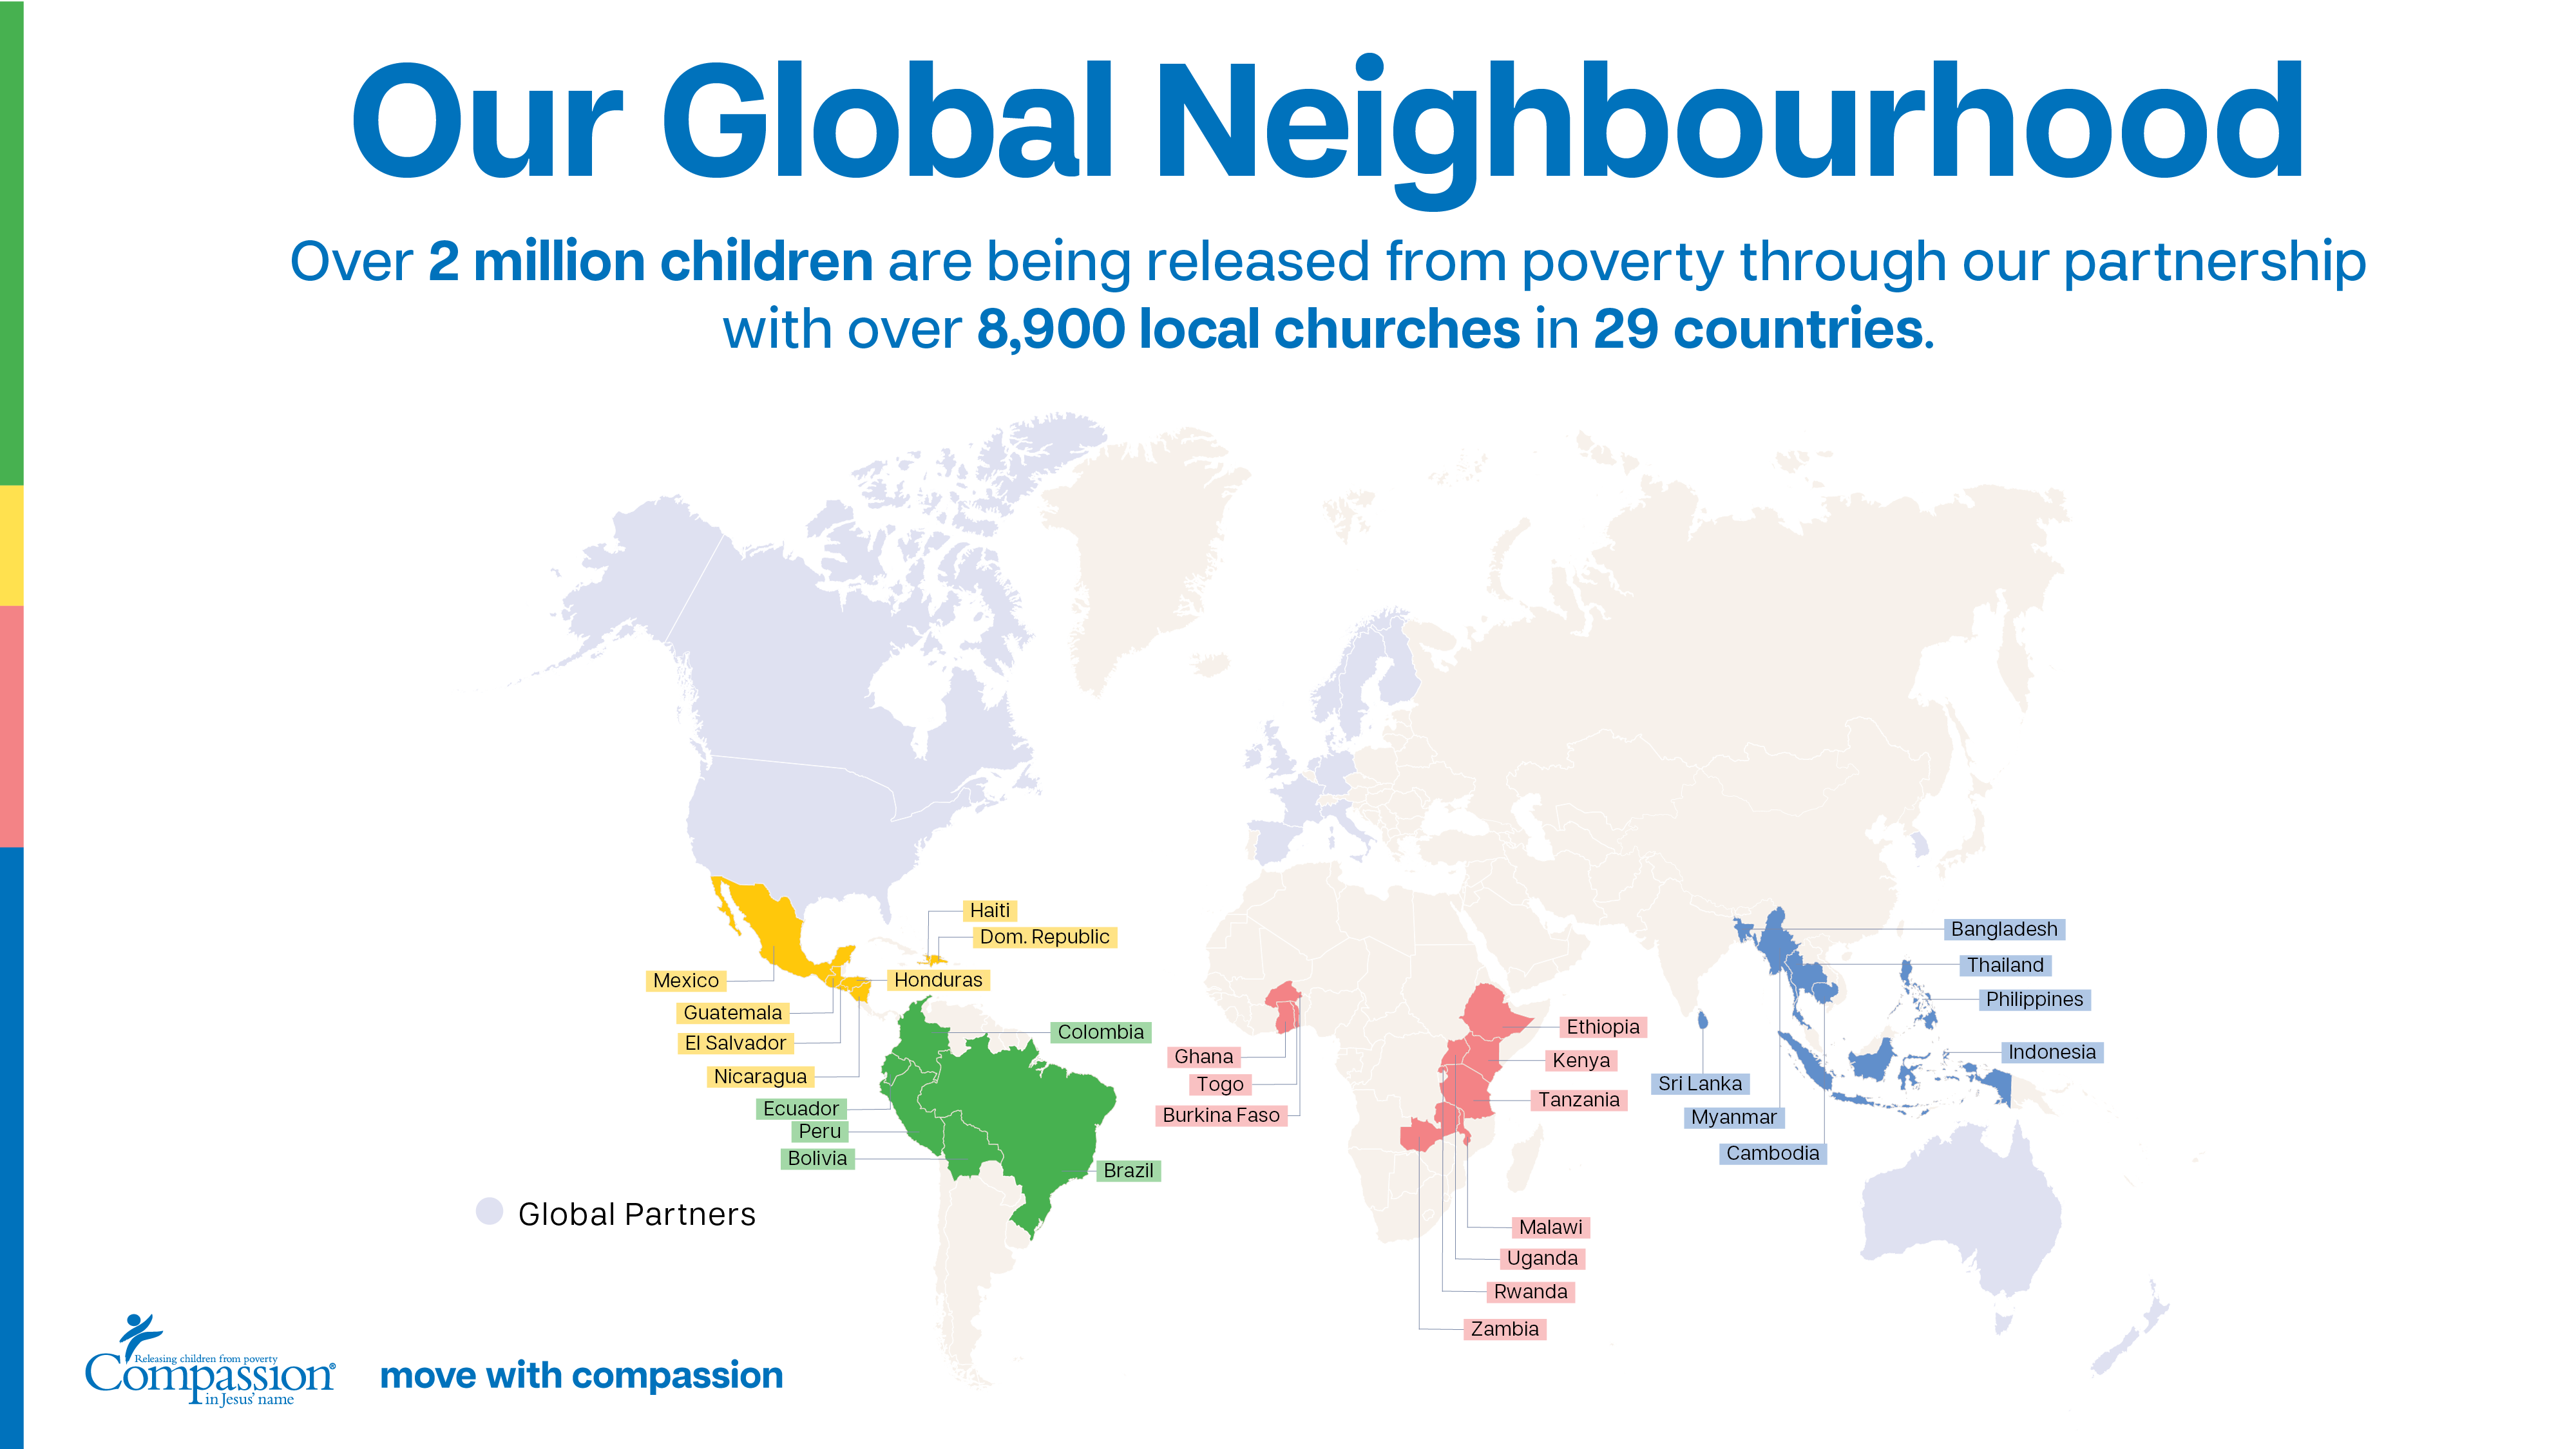 Our Global Neighbourhood
Over 2 million children are being released from poverty through our partnership
with over 8,900 local churches in 29 countries.
Haiti
Dom. Republic
Mexico
Honduras
Guatemala
El Salvador
Nicaragua
Colombia
Ecuador
Peru
Bolivia
Brazil
Ghana
Togo
Burkina Faso
Ethiopia
Kenya
Tanzania
Malawi
Uganda
Rwanda
Zambia
Bangladesh
Thailand
Philippines
Indonesia
Sri Lanka
Myanmar
Cambodia
Global Partners
Releasing children from poverty
Compassion®
in Jesus' name
move with compassion